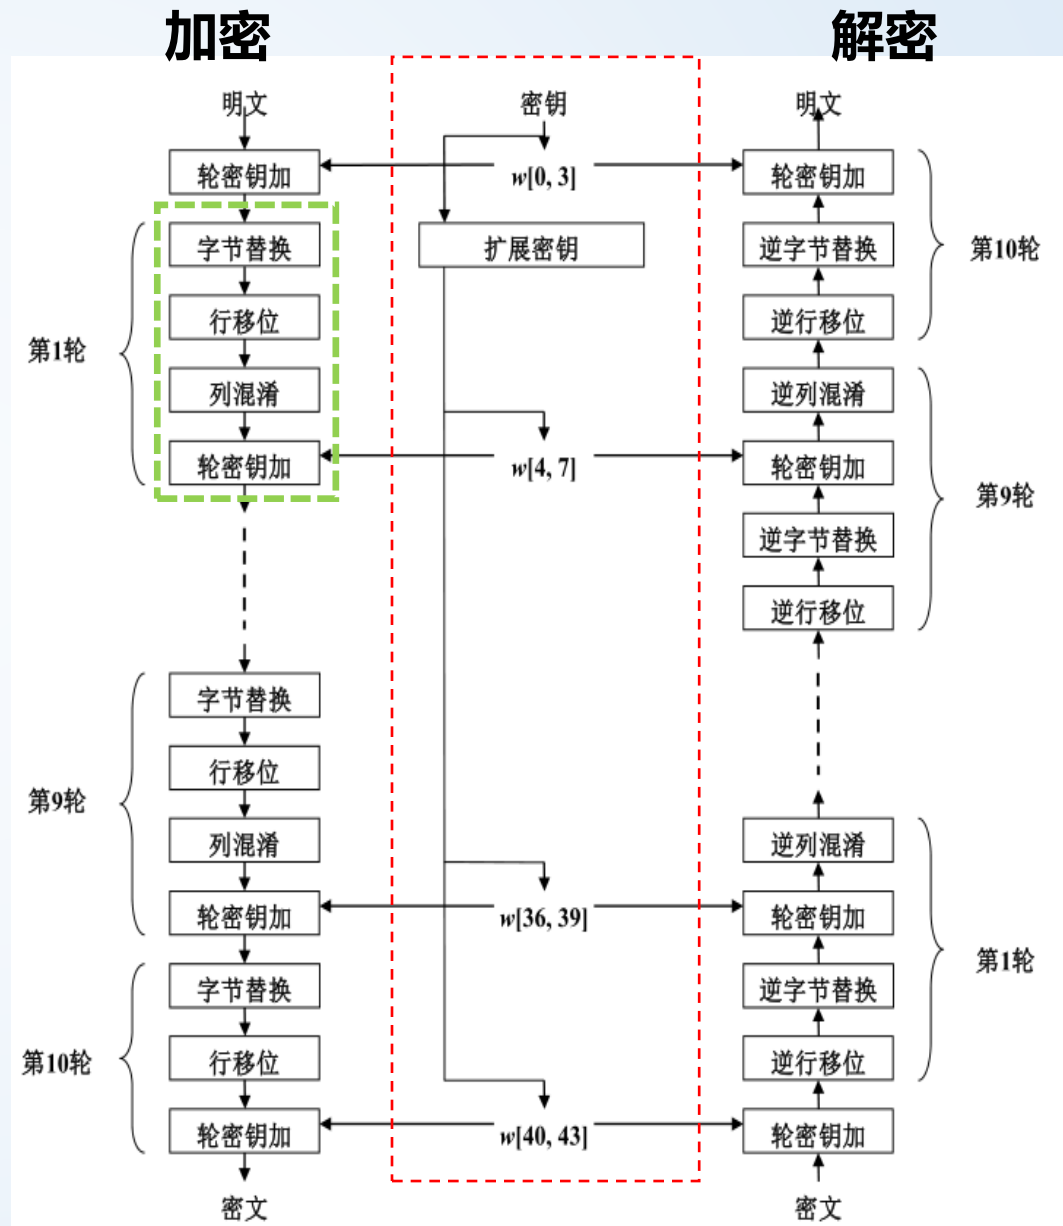 加密
解密
明文
密钥
明文
轮密钥加
w[0, 3]
轮密钥加
字节替换
扩展密钥
逆字节替换
第10轮
行移位
逆行移位
第1轮
列混淆
逆列混淆
轮密钥加
w[4, 7]
轮密钥加
第9轮
逆字节替换
逆行移位
字节替换
行移位
第9轮
列混淆
逆列混淆
轮密钥加
w[36, 39]
轮密钥加
第1轮
字节替换
逆字节替换
第10轮
行移位
逆行移位
轮密钥加
w[40, 43]
轮密钥加
密文
密文